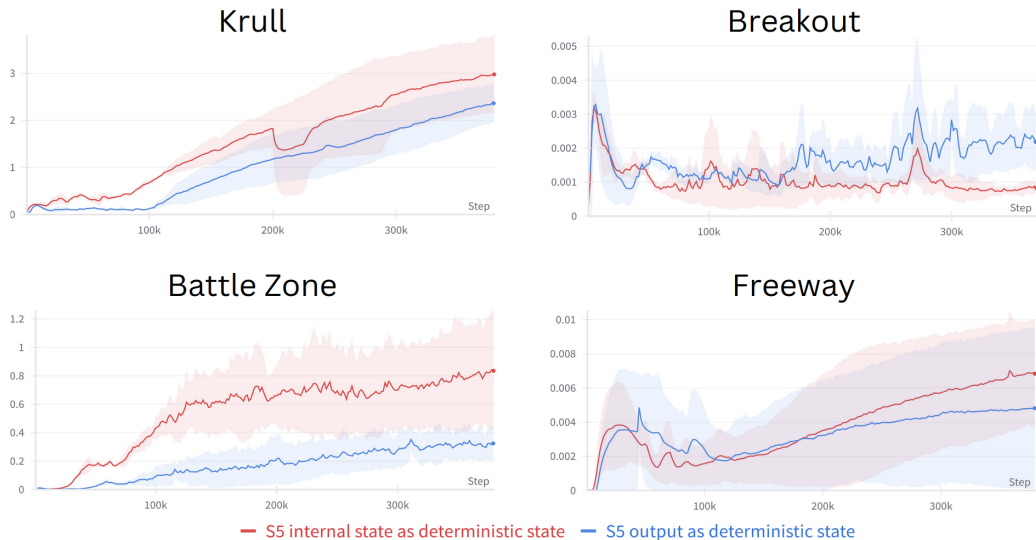 Krull
3
2
1
0
Step
100k
200k
300k
Breakout
0.005
0.004
0.003
0.002
0.001
0
Step
100k
200k
300k
Battle Zone
1.2
1
0.8
0.6
0.4
0.2
0
Step
100k
200k
300k
Freeway
0.01
0.008
0.006
0.004
0.002
0
Step
100k
200k
300k
S5 internal state as deterministic state
S5 output as deterministic state